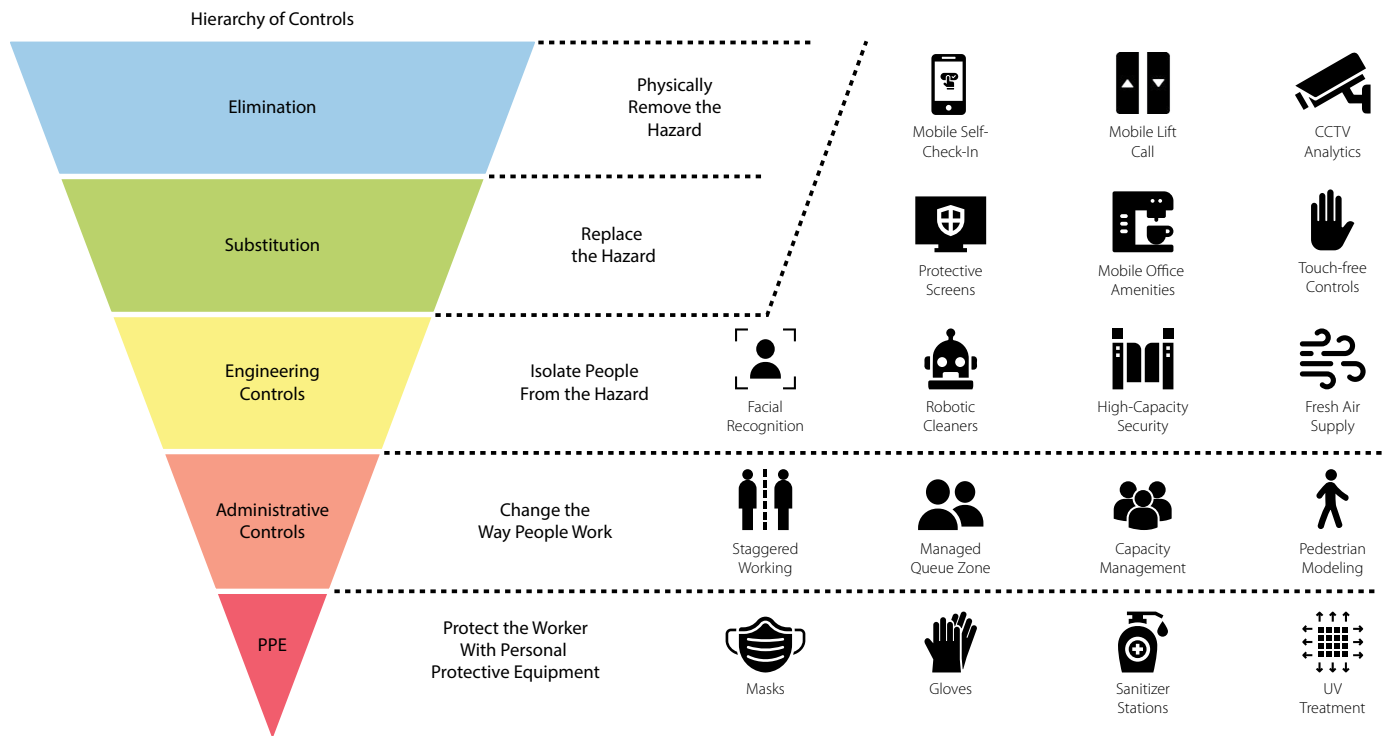 Hierarchy of Controls
Elimination
Physically
Remove the
Hazard
Mobile Self-
Check-In
Mobile Lift
Call
CCTV
Analytics
Substitution
Replace
the Hazard
Protective
Screens
Mobile Office
Amenities
Touch-free
Controls
Engineering
Controls
Isolate People
From the Hazard
Facial
Recognition
Robotic
Cleaners
High-Capacity
Security
Fresh Air
Supply
Administrative
Controls
Change the
Way People Work
Staggered
Working
Managed
Queue Zone
Capacity
Management
Pedestrian
Modeling
PPE
Protect the Worker
With Personal
Protective Equipment
Masks
Gloves
Sanitizer
Stations
UV
Treatment